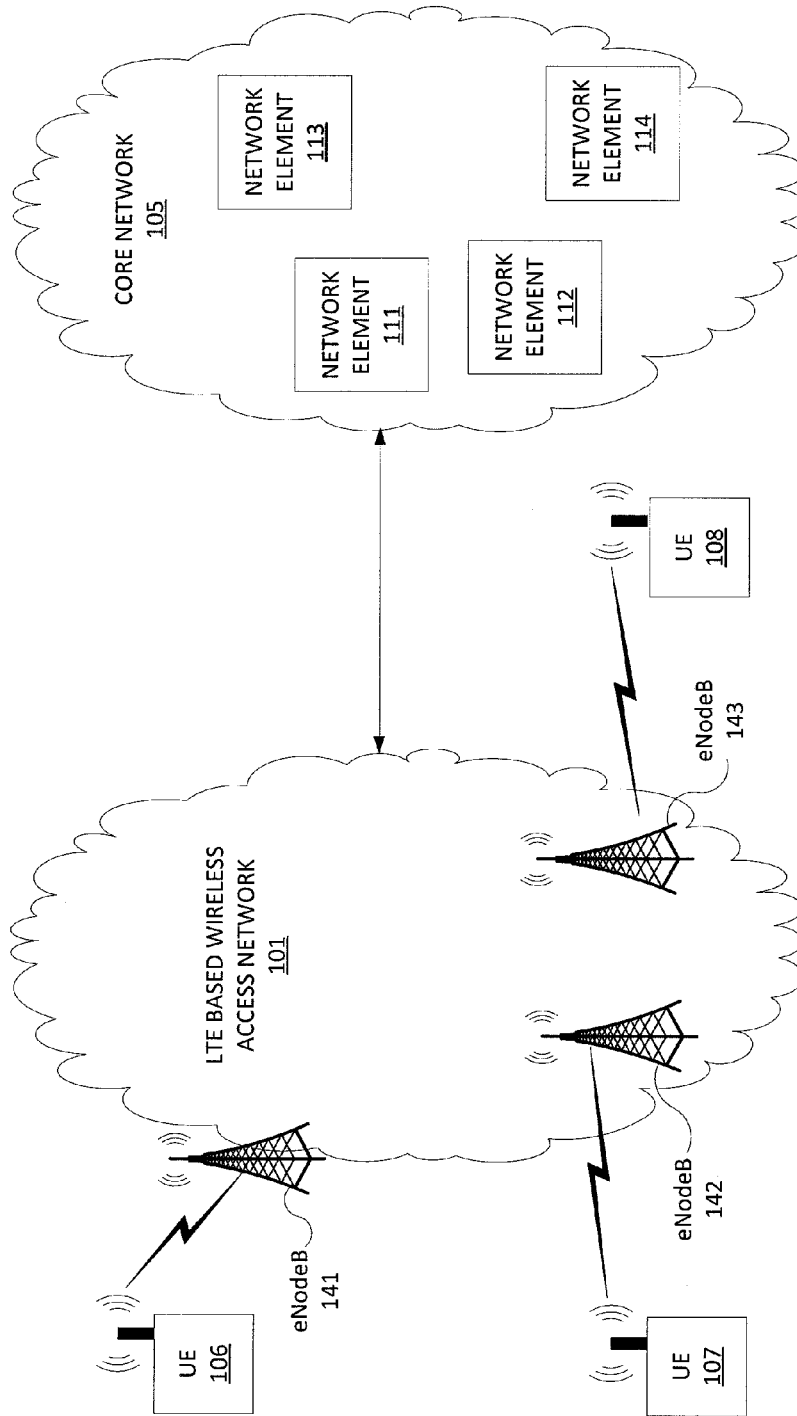 LTE BASED WIRELESS
ACCESS NETWORK
101
CORE NETWORK
105
NETWORK
ELEMENT
113
NETWORK
ELEMENT
111
NETWORK
ELEMENT
112
NETWORK
ELEMENT
114
UE
106
eNodeB
141
UE
107
eNodeB
142
eNodeB
143
UE
108